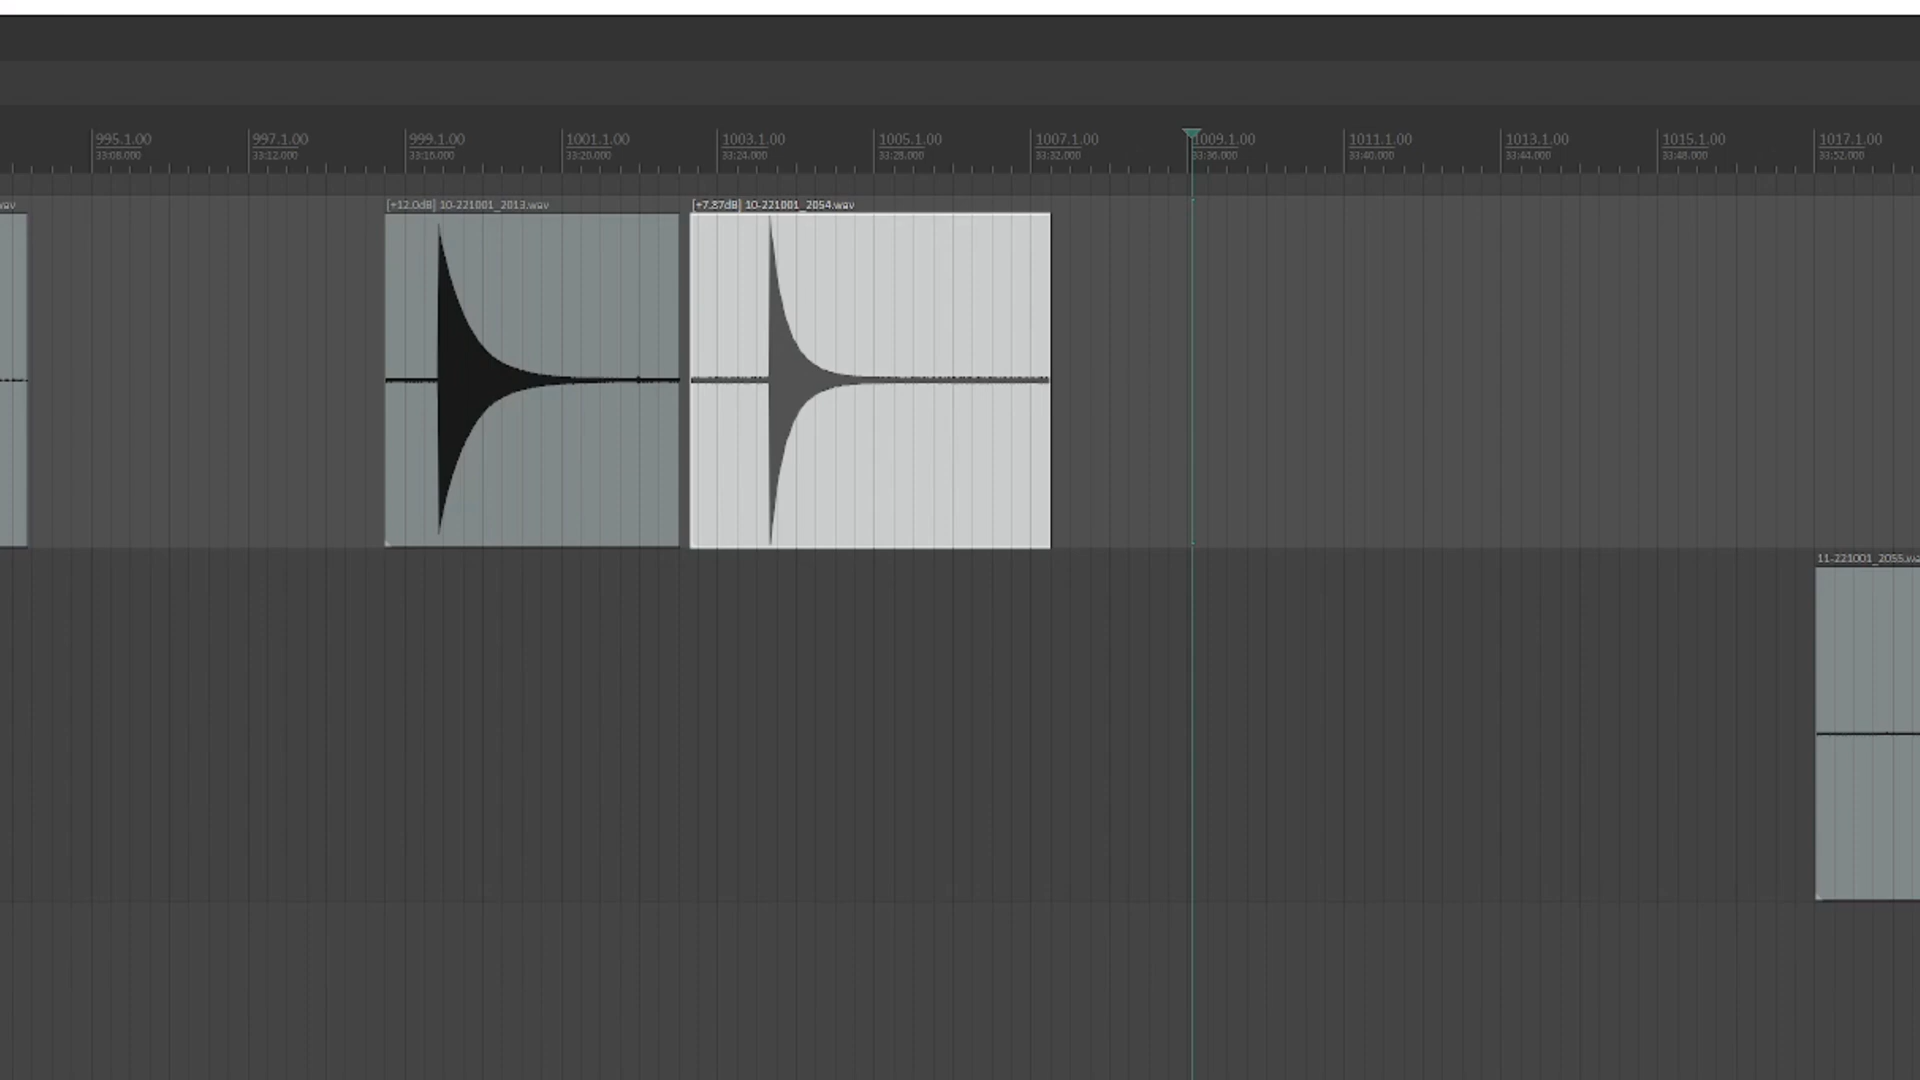 995.1.00 997.1.00 999.1.00 1001.1.00 1003.1.00 1005.1.00 1007.1.00 1009.1.00 1011.1.00 1013.1.00 1015.1.00 1017.1.00
33:08.000 33:12.000 33:16.000 33:20.000 33:24.000 33:28.000 33:32.000 33:36.000 33:40.000 33:44.000 33:48.000 33:52.000
wav [+12.0dB] 10-221001_2013.wav [+7.87dB] 10-221001_2054.wav
11-221001_2055.wa